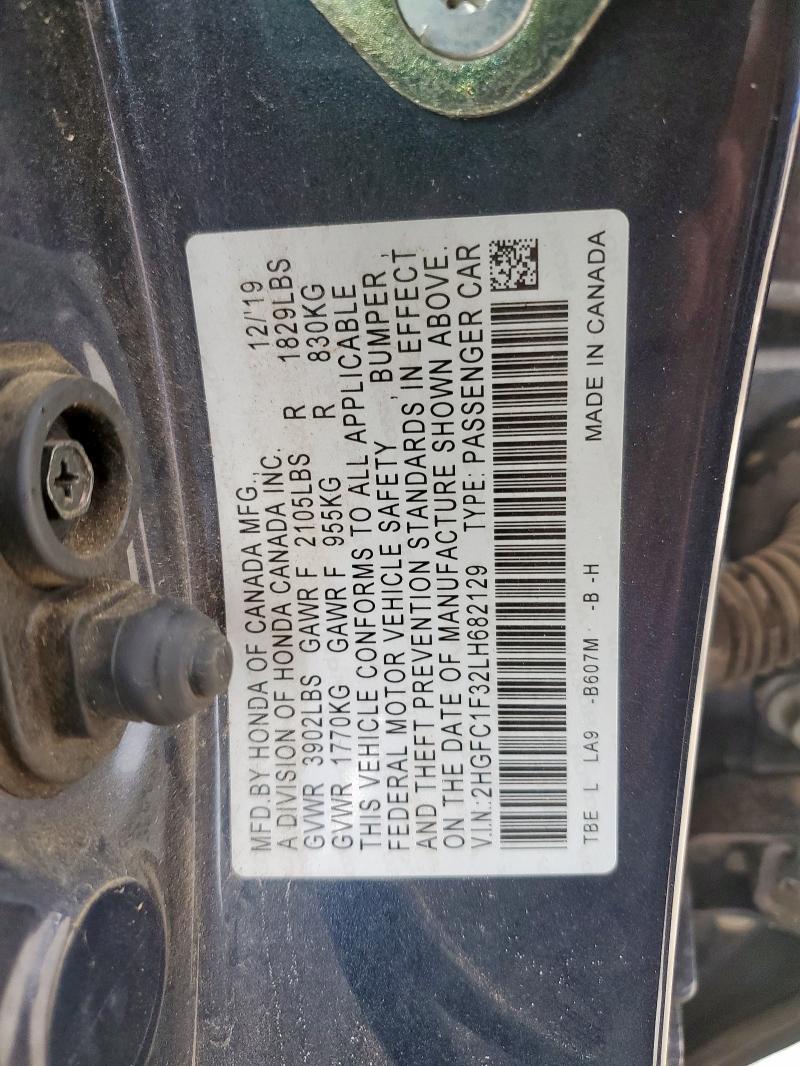 MFD.BY HONDA OF CANADA MFG., 12/'19
A DIVISION OF HONDA CANADA INC.
GVWR 3902LBS GAWR F 2105LBS R 1829LBS
GVWR 1770KG GAWR F 955KG R 830KG
THIS VEHICLE CONFORMS TO ALL APPLICABLE
FEDERAL MOTOR VEHICLE SAFETY , BUMPER ,
AND THEFT PREVENTION STANDARDS IN EFFECT
ON THE DATE OF MANUFACTURE SHOWN ABOVE.
V.I.N.:2HGFC1F32LH682129 TYPE: PASSENGER CAR
TBE L LA9 -B607M -B-H MADE IN CANADA